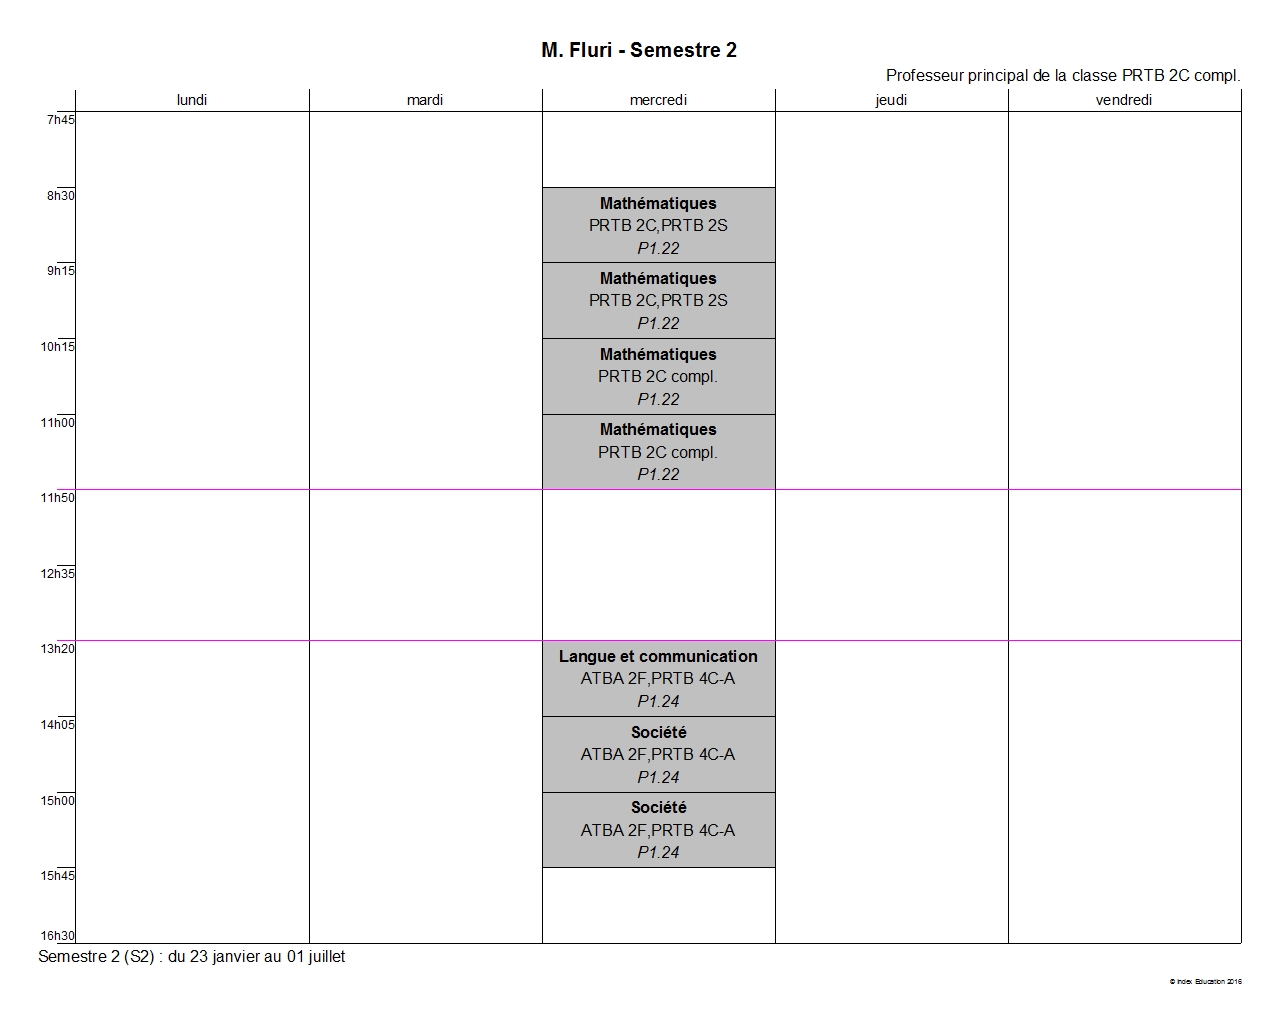 M. Fluri - Semestre 2
Professeur principal de la classe PRTB 2C compl.
lundi mardi mercredi jeudi vendredi
7h45
8h30
Mathématiques
PRTB 2C,PRTB 2S
P1.22
9h15
Mathématiques
PRTB 2C,PRTB 2S
P1.22
10h15
Mathématiques
PRTB 2C compl.
P1.22
11h00
Mathématiques
PRTB 2C compl.
P1.22
11h50
12h35
13h20
Langue et communication
ATBA 2F,PRTB 4C-A
P1.24
14h05
Société
ATBA 2F,PRTB 4C-A
P1.24
15h00
Société
ATBA 2F,PRTB 4C-A
P1.24
15h45
16h30
Semestre 2 (S2) : du 23 janvier au 01 juillet
© Index Education 2016